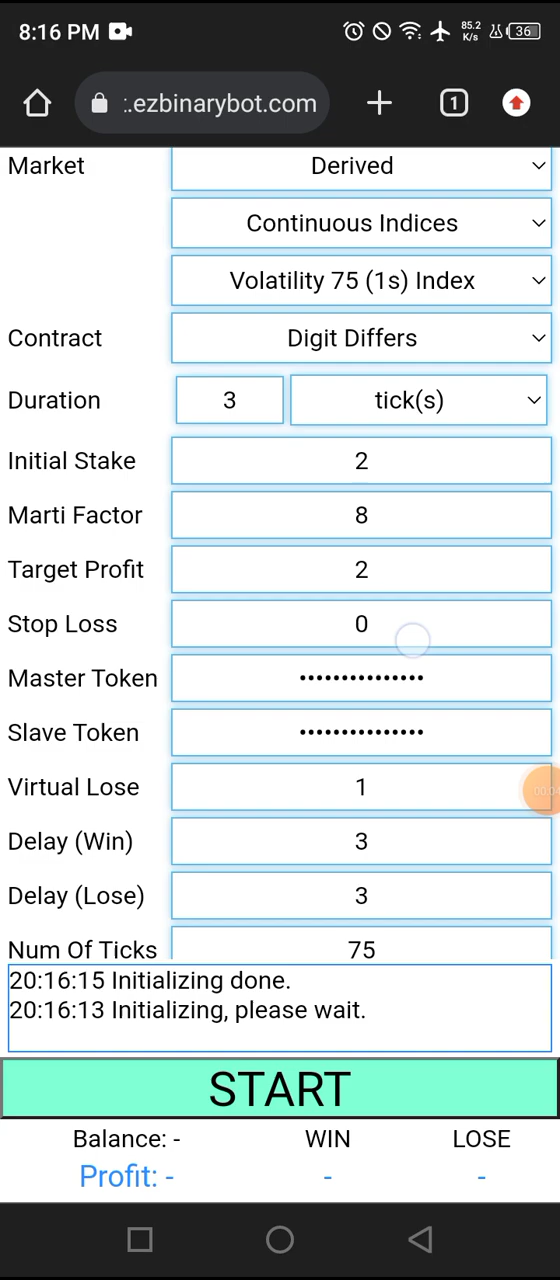 8:16 PM 85.2 K/s 36
:.ezbinarybot.com 1
Market Derived
Continuous Indices
Volatility 75 (1s) Index
Contract Digit Differs
Duration 3 tick(s)
Initial Stake 2
Marti Factor 8
Target Profit 2
Stop Loss 0
Master Token •••••••••••••••
Slave Token •••••••••••••••
Virtual Lose 1
Delay (Win) 3
Delay (Lose) 3
Num Of Ticks 75
20:16:15 Initializing done.
20:16:13 Initializing, please wait.
START
Balance: - WIN LOSE
Profit: - - -